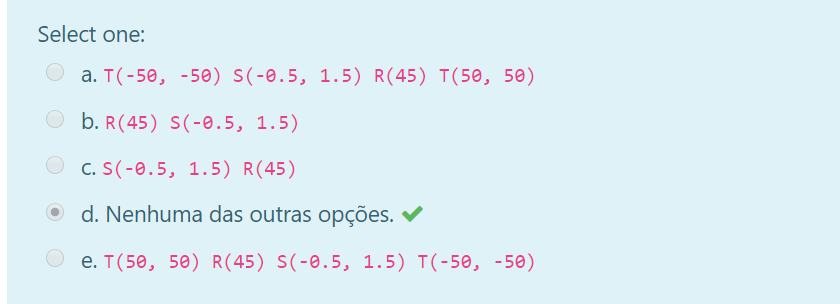 Select one:
a. T(-50, -50) S(-0.5, 1.5) R(45) T(50, 50)
b. R(45) S(-0.5, 1.5)
c. S(-0.5, 1.5) R(45)
d. Nenhuma das outras opções.
e. T(50, 50) R(45) S(-0.5, 1.5) T(-50, -50)